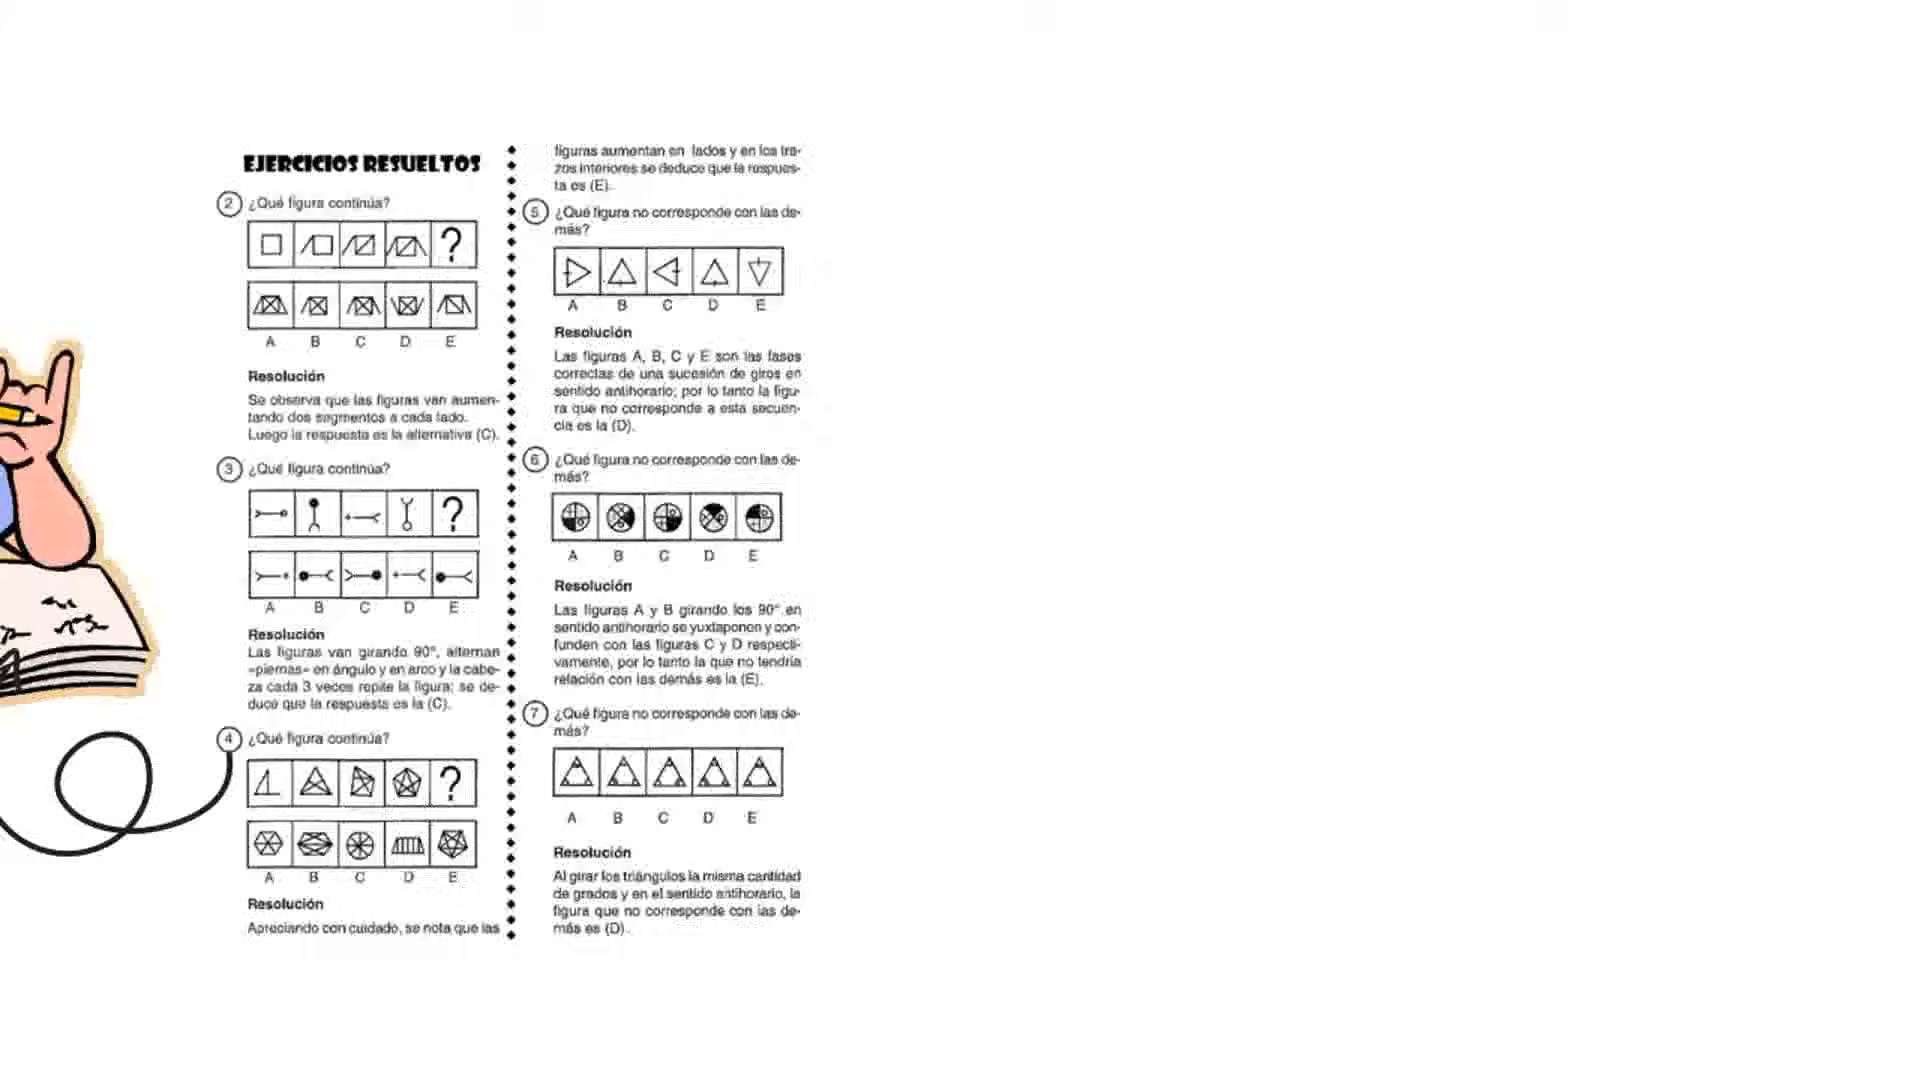 EJERCICIOS RESUELTOS
2 ¿Qué figura continúa?
?
A B C D E
Resolución
Se observa que las figuras van aumen-
tando dos segmentos a cada lado.
Luego la respuesta es la alternativa (C).
3 ¿Qué figura continúa?
?
A B C D E
Resolución
Las figuras van girando 90°, alternan
«piernas» en ángulo y en arco y la cabe-
za cada 3 veces repite la figura; se de-
duce que la respuesta es la (C).
4 ¿Qué figura continúa?
?
A B C D E
Resolución
Apreciando con cuidado, se nota que las
figuras aumentan en lados y en los tra-
zos interiores se deduce que la respues-
ta es (E).
5 ¿Qué figura no corresponde con las de-
más?
A B C D E
Resolución
Las figuras A, B, C y E son las fases
correctas de una sucesión de giros en
sentido antihorario; por lo tanto la figu-
ra que no corresponde a esta secuen-
cia es la (D).
6 ¿Qué figura no corresponde con las de-
más?
A B C D E
Resolución
Las figuras A y B girando los 90° en
sentido antihorario se yuxtaponen y con-
funden con las figuras C y D respecti-
vamente, por lo tanto la que no tendría
relación con las demás es la (E).
7 ¿Qué figura no corresponde con las de-
más?
A B C D E
Resolución
Al girar los triángulos la misma cantidad
de grados y en el sentido antihorario, la
figura que no corresponde con las de-
más es (D).